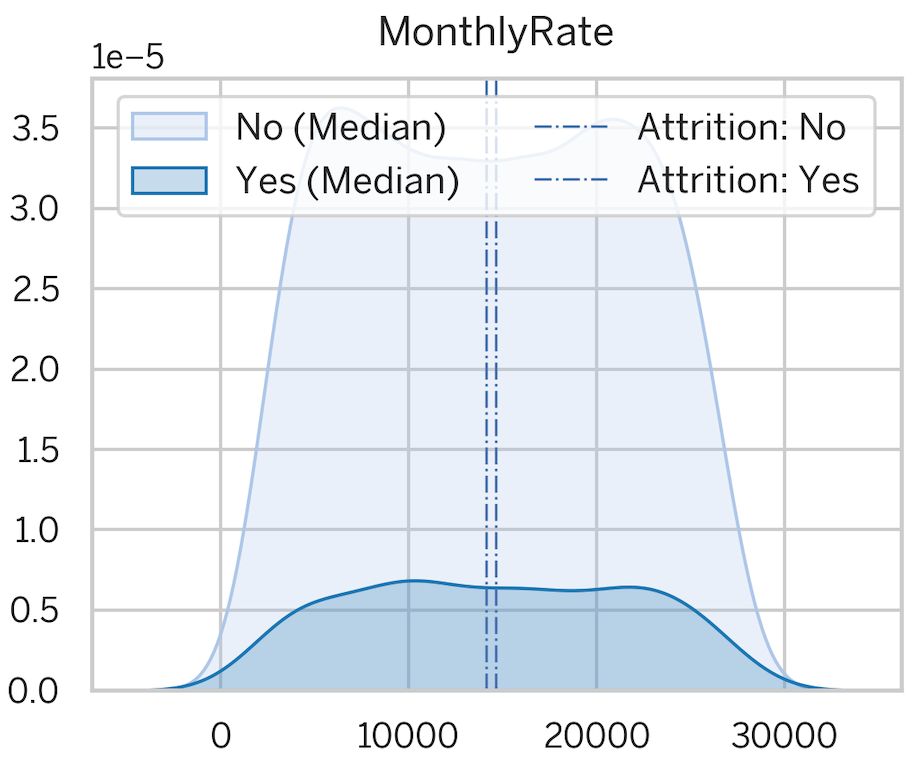 MonthlyRate
1e−5
No (Median)
Yes (Median)
Attrition: No
Attrition: Yes
3.5
3.0
2.5
2.0
1.5
1.0
0.5
0.0
0 10000 20000 30000